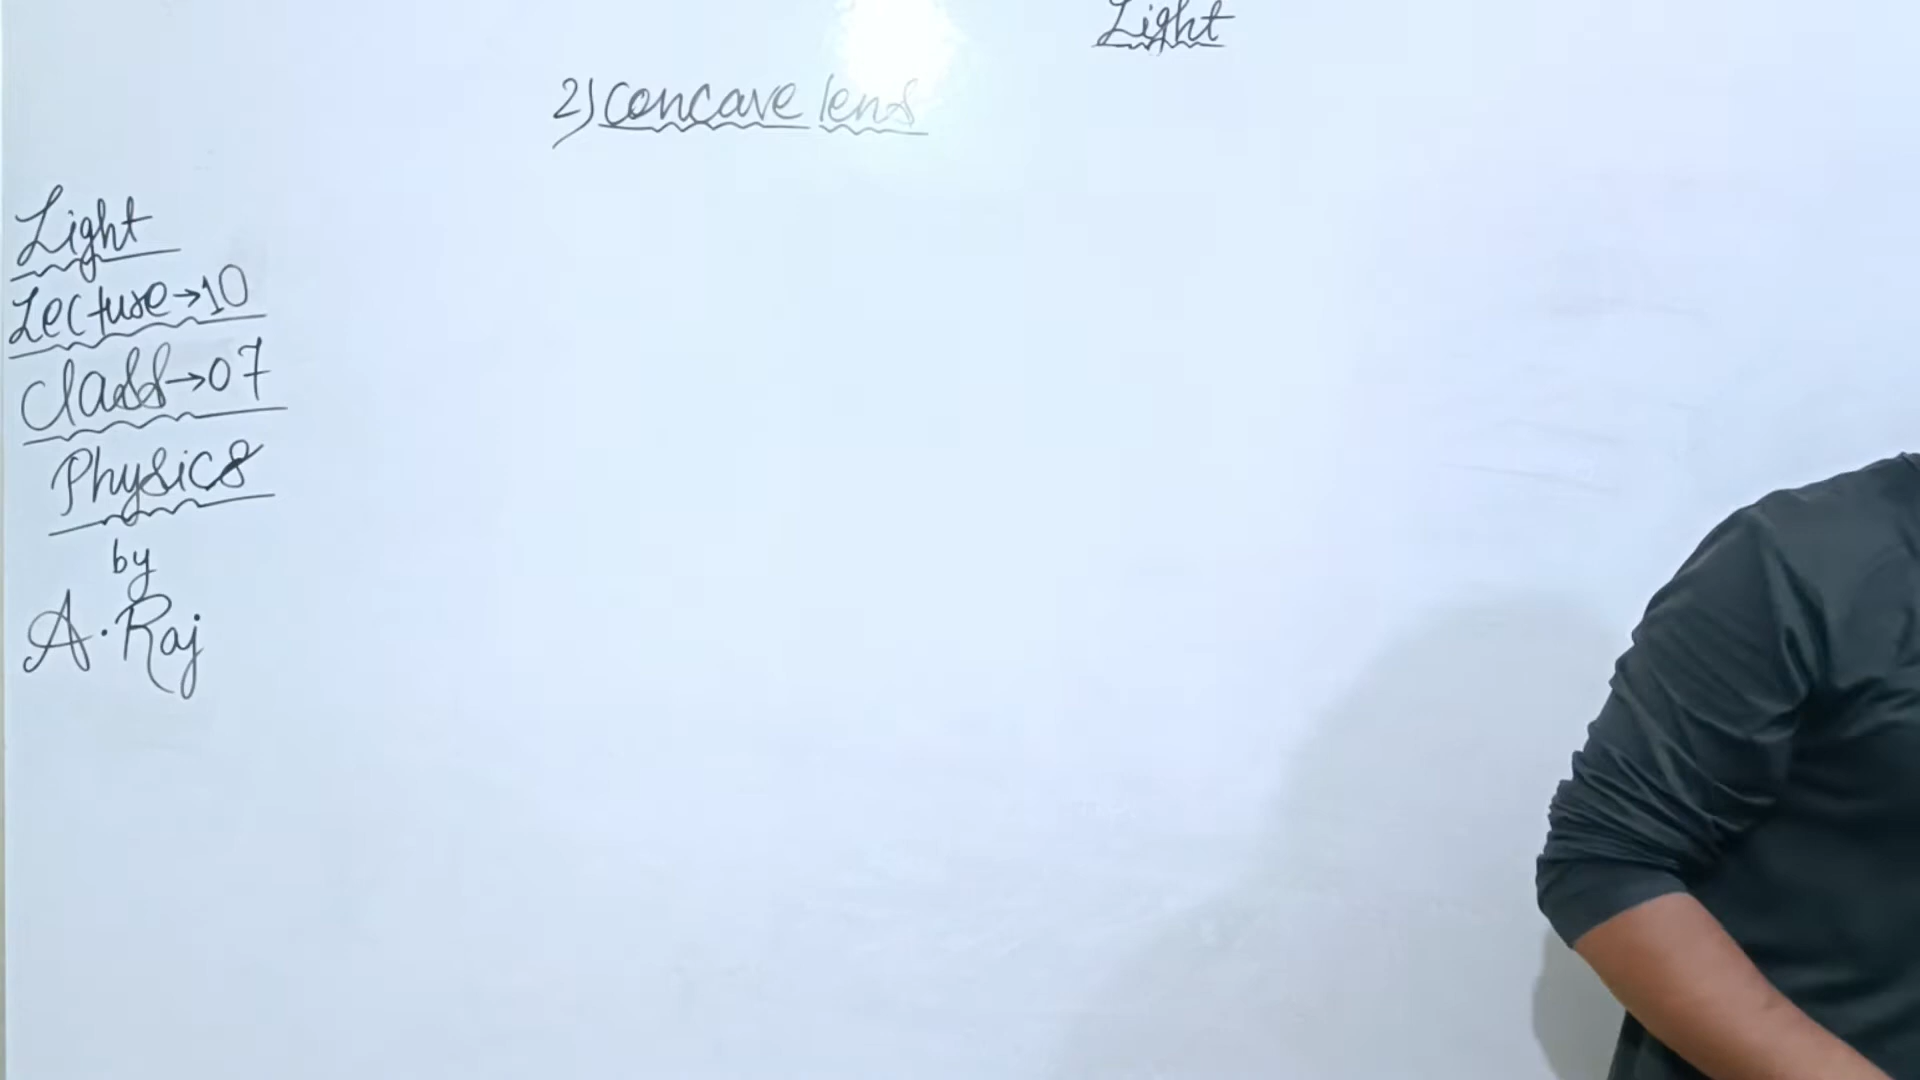 Light
2) Concave lens
Light
Lecture→10
Class→07
Physics
by
A. Raj